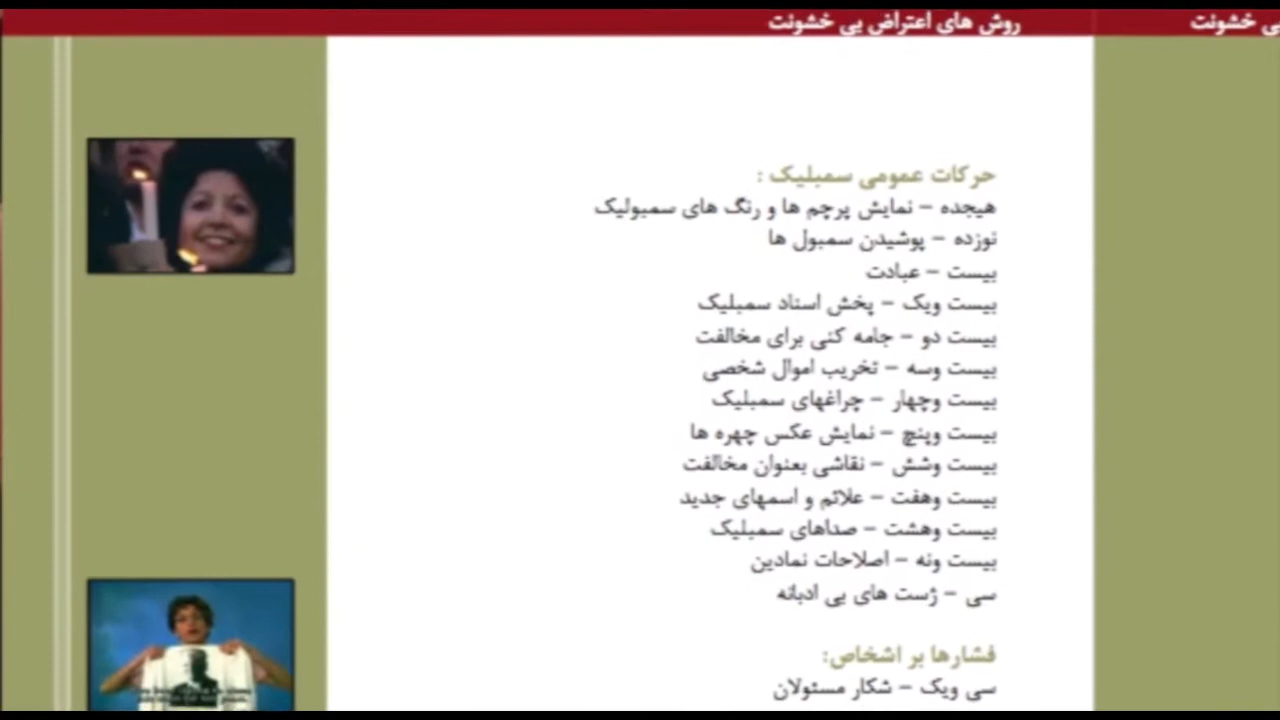 روش های اعتراض بی خشونت
ی خشونت
حرکات عمومی سمبلیک :
هیجده – نمایش پرچم ها و رنگ های سمبولیک
نوزده – پوشیدن سمبول ها
بیست – عبادت
بیست ویک – پخش اسناد سمبلیک
بیست دو – جامه کنی برای مخالفت
بیست وسه – تخریب اموال شخصی
بیست وچهار – چراغهای سمبلیک
بیست وپنج – نمایش عکس چهره ها
بیست وشش – نقاشی بعنوان مخالفت
بیست وهفت – علائم و اسمهای جدید
بیست وهشت – صداهای سمبلیک
بیست ونه – اصلاحات نمادین
سی – ژست های بی ادبانه
فشارها بر اشخاص:
سی ویک – شکار مسئولان